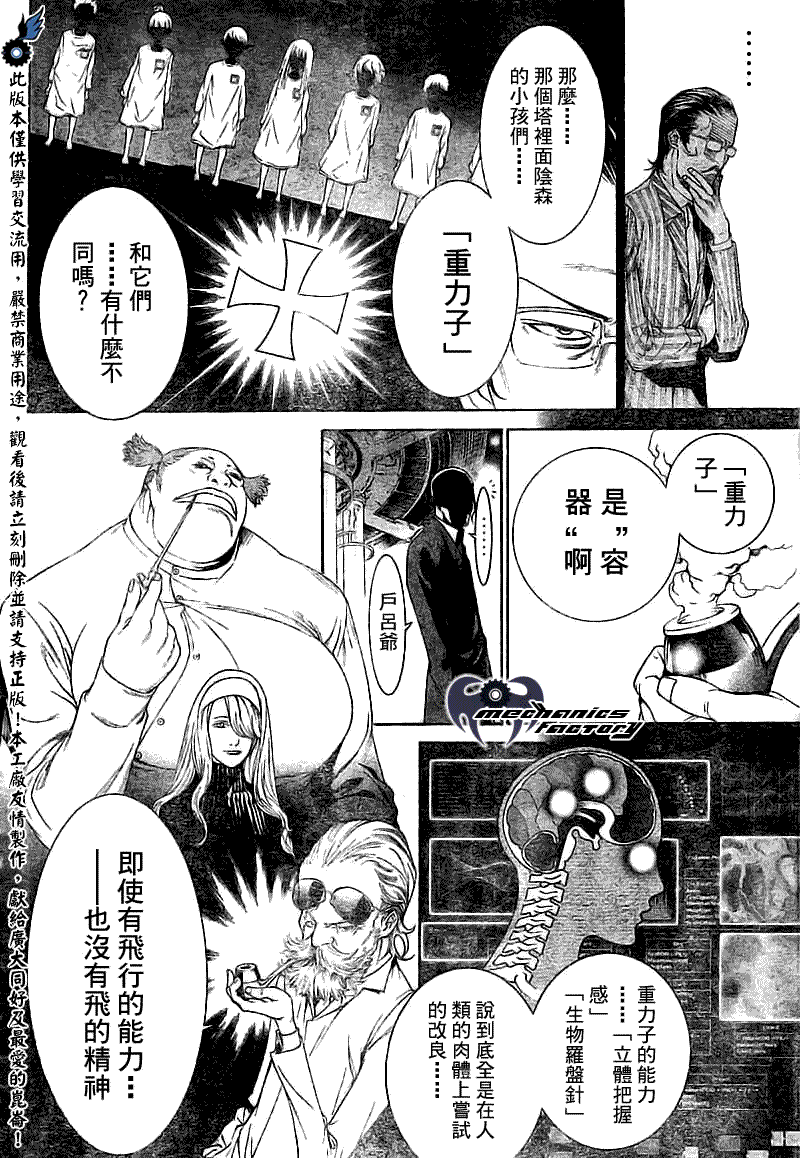 ……
那麼……
那個塔裡面陰森
的小孩們……
「重力子」
和它們
……有什麼不
同嗎？
「重力
子」
是”容
器“啊
……
戶呂爺
mechanics
factory
重力子的能力
……「立體把握
感」
「生物羅盤針」
說到底全是在人
類的肉體上嘗試
的改良……
即使有飛行的能力…
——也沒有飛的精神
此版本僅供學習交流用，嚴禁商業用途，觀看後請立刻刪除並請支持正版！本工廠友情製作，獻給廣大同好及最愛的崑崙！